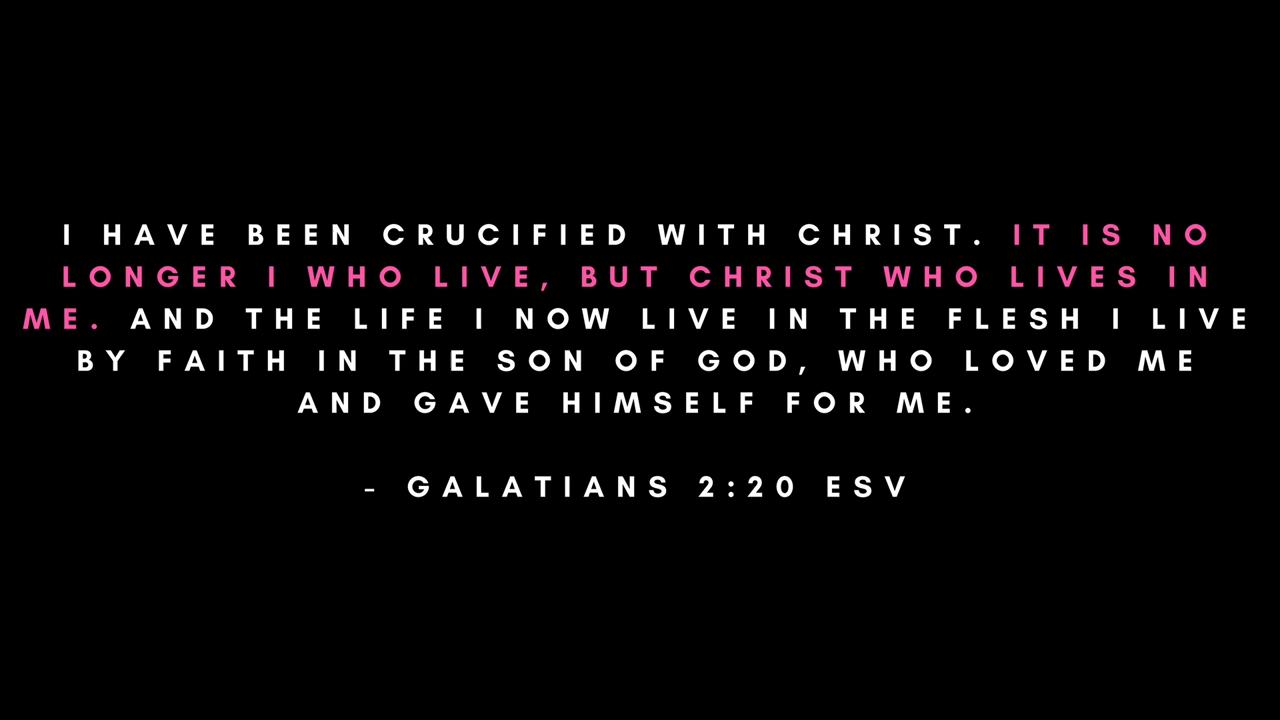 I HAVE BEEN CRUCIFIED WITH CHRIST. IT IS NO
LONGER I WHO LIVE, BUT CHRIST WHO LIVES IN
ME. AND THE LIFE I NOW LIVE IN THE FLESH I LIVE
BY FAITH IN THE SON OF GOD, WHO LOVED ME
AND GAVE HIMSELF FOR ME.
- GALATIANS 2:20 ESV